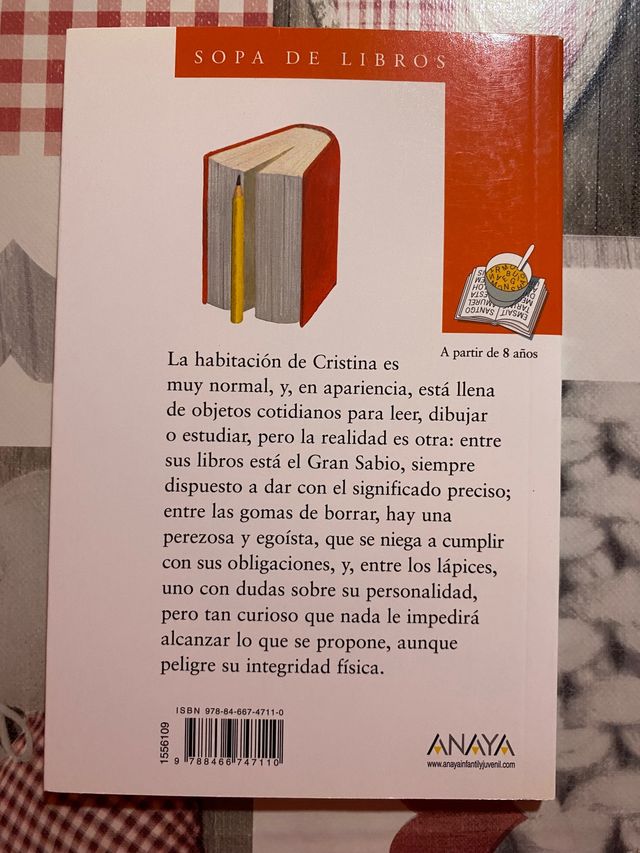 SOPA DE LIBROS
A partir de 8 años
La habitación de Cristina es
muy normal, y, en apariencia, está llena
de objetos cotidianos para leer, dibujar
o estudiar, pero la realidad es otra: entre
sus libros está el Gran Sabio, siempre
dispuesto a dar con el significado preciso;
entre las gomas de borrar, hay una
perezosa y egoísta, que se niega a cumplir
con sus obligaciones, y, entre los lápices,
uno con dudas sobre su personalidad,
pero tan curioso que nada le impedirá
alcanzar lo que se propone, aunque
peligre su integridad física.
ISBN 978-84-667-4711-0
1556109
9 788466 747110
ANAYA
www.anayainfantilyjuvenil.com